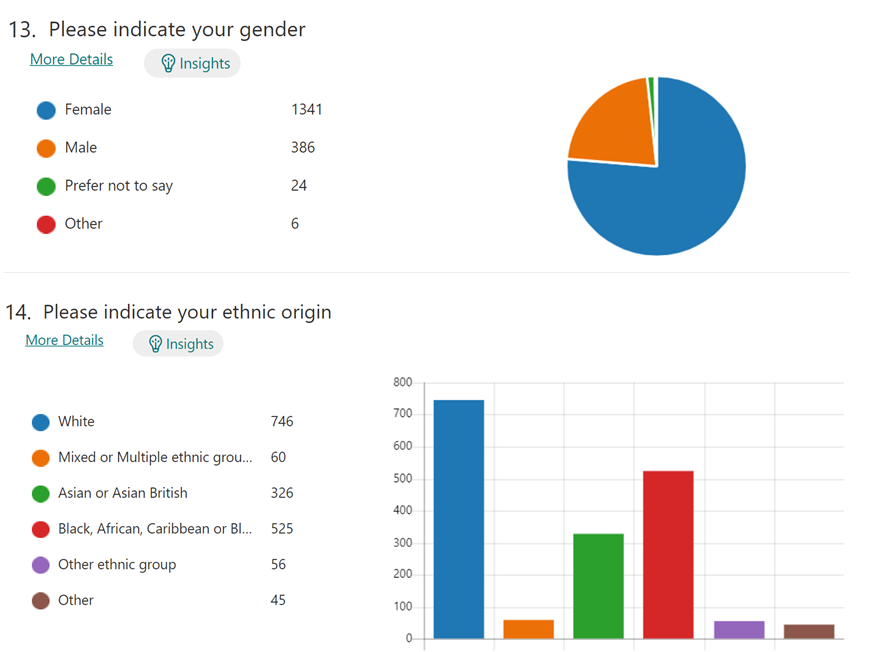 13. Please indicate your gender
More Details Insights
Female 1341
Male 386
Prefer not to say 24
Other 6
14. Please indicate your ethnic origin
More Details Insights
White 746
Mixed or Multiple ethnic grou... 60
Asian or Asian British 326
Black, African, Caribbean or Bl... 525
Other ethnic group 56
Other 45
800
700
600
500
400
300
200
100
0